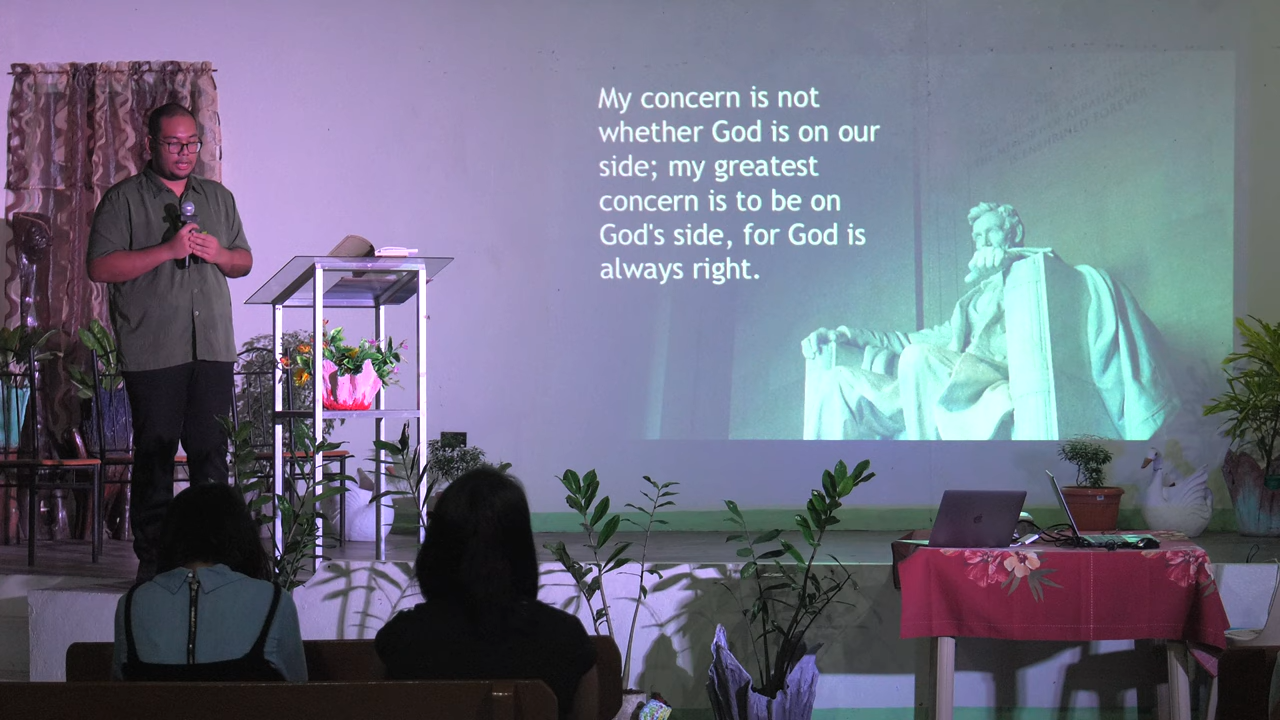 My concern is not
whether God is on our
side; my greatest
concern is to be on
God's side, for God is
always right.